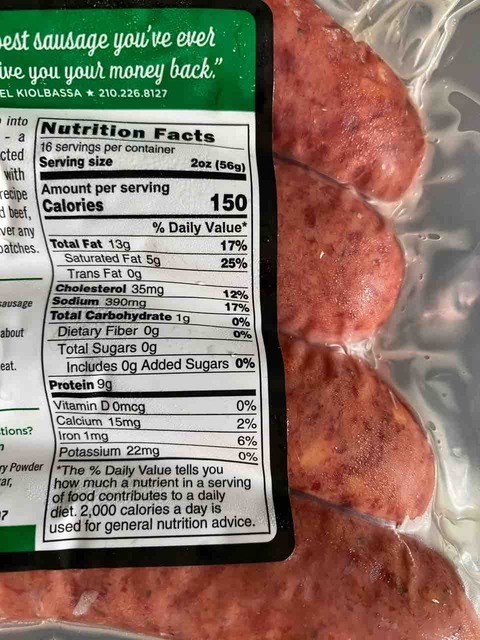 best sausage you've ever
give you your money back."
EL KIOLBASSA ★ 210.226.8127
into
- a
cted
with
recipe
d beef,
ver any
batches.
sausage
about
eat.
tions?
ry Powder
ar,
Nutrition Facts
16 servings per container
Serving size 2oz (56g)
Amount per serving
Calories 150
% Daily Value*
Total Fat 13g 17%
Saturated Fat 5g 25%
Trans Fat 0g
Cholesterol 35mg 12%
Sodium 390mg 17%
Total Carbohydrate 1g 0%
Dietary Fiber 0g 0%
Total Sugars 0g
Includes 0g Added Sugars 0%
Protein 9g
Vitamin D 0mcg 0%
Calcium 15mg 2%
Iron 1mg 6%
Potassium 22mg 0%
*The % Daily Value tells you
how much a nutrient in a serving
of food contributes to a daily
diet. 2,000 calories a day is
used for general nutrition advice.